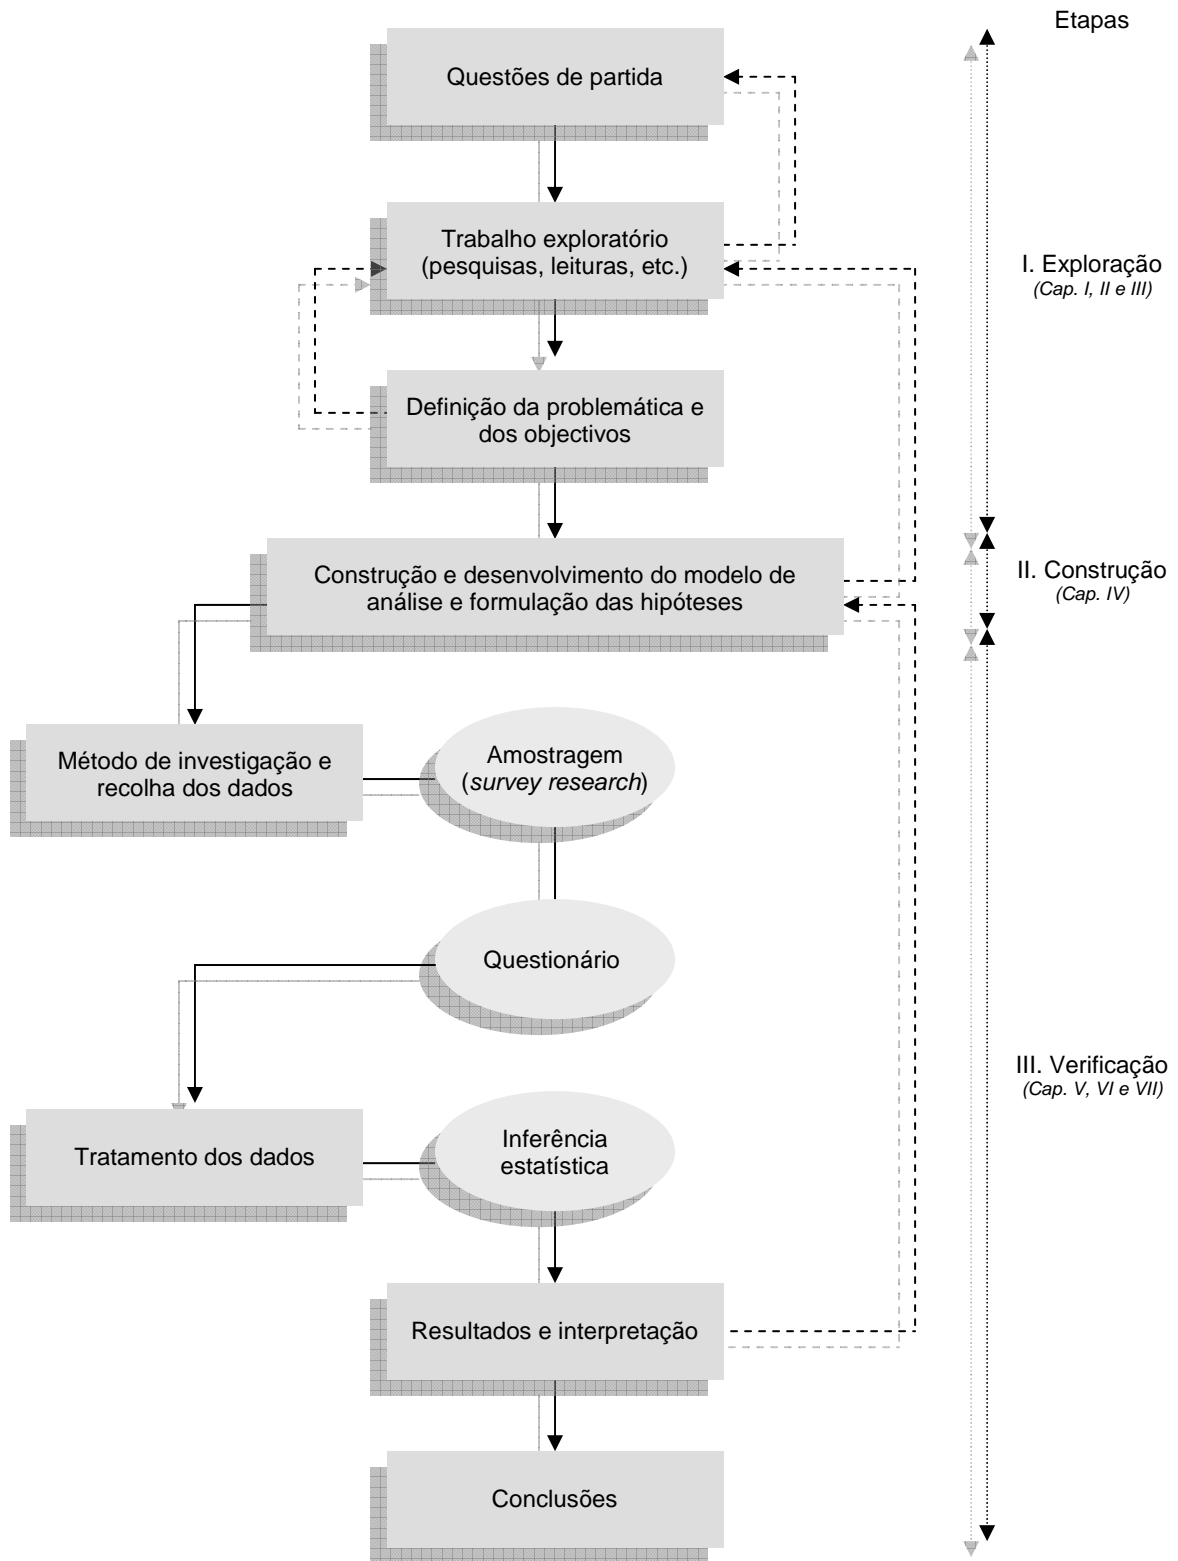 Etapas
Questões de partida
Trabalho exploratório
(pesquisas, leituras, etc.)
I. Exploração
(Cap. I, II e III)
Definição da problemática e
dos objectivos
Construção e desenvolvimento do modelo de
análise e formulação das hipóteses
II. Construção
(Cap. IV)
Método de investigação e
recolha dos dados
Amostragem
(survey research)
Questionário
III. Verificação
(Cap. V, VI e VII)
Tratamento dos dados
Inferência
estatística
Resultados e interpretação
Conclusões